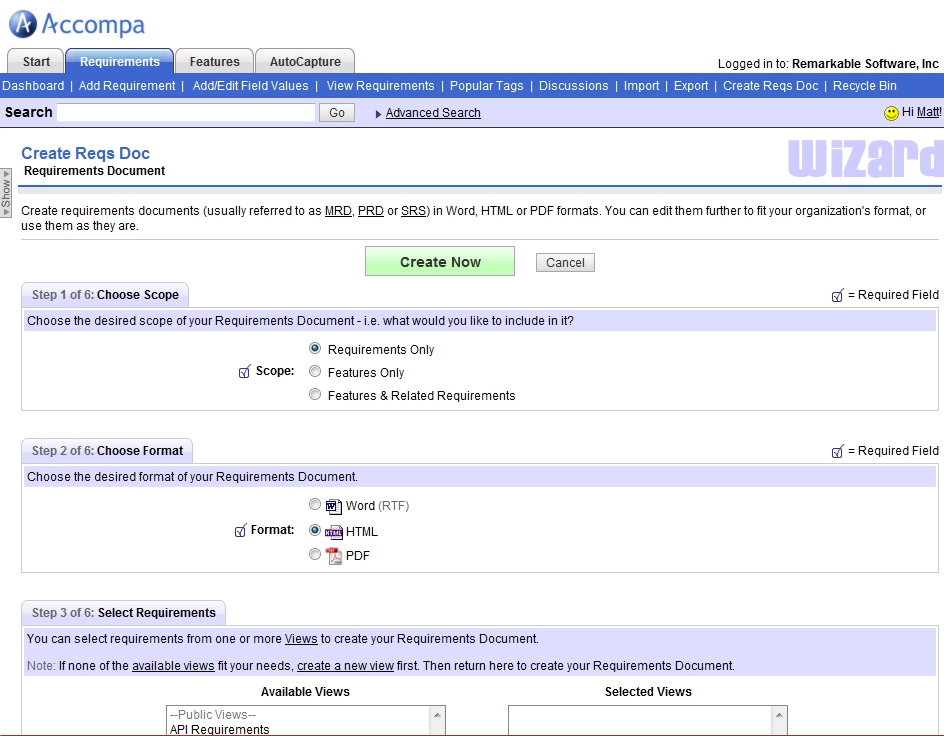 Accompa
Start Requirements Features AutoCapture
Logged in to: Remarkable Software, Inc
Dashboard | Add Requirement | Add/Edit Field Values | View Requirements | Popular Tags | Discussions | Import | Export | Create Reqs Doc | Recycle Bin
Search Go Advanced Search Hi Matt!
Create Reqs Doc
Wizard
Requirements Document
Show
Create requirements documents (usually referred to as MRD, PRD or SRS) in Word, HTML or PDF formats. You can edit them further to fit your organization's format, or
use them as they are.
Create Now Cancel
Step 1 of 6: Choose Scope = Required Field
Choose the desired scope of your Requirements Document - i.e. what would you like to include in it?
Requirements Only
Scope:
Features Only
Features & Related Requirements
Step 2 of 6: Choose Format = Required Field
Choose the desired format of your Requirements Document.
Word (RTF)
Format: HTML
PDF
Step 3 of 6: Select Requirements
You can select requirements from one or more Views to create your Requirements Document.
Note: If none of the available views fit your needs, create a new view first. Then return here to create your Requirements Document.
Available Views Selected Views
--Public Views--
API Requirements